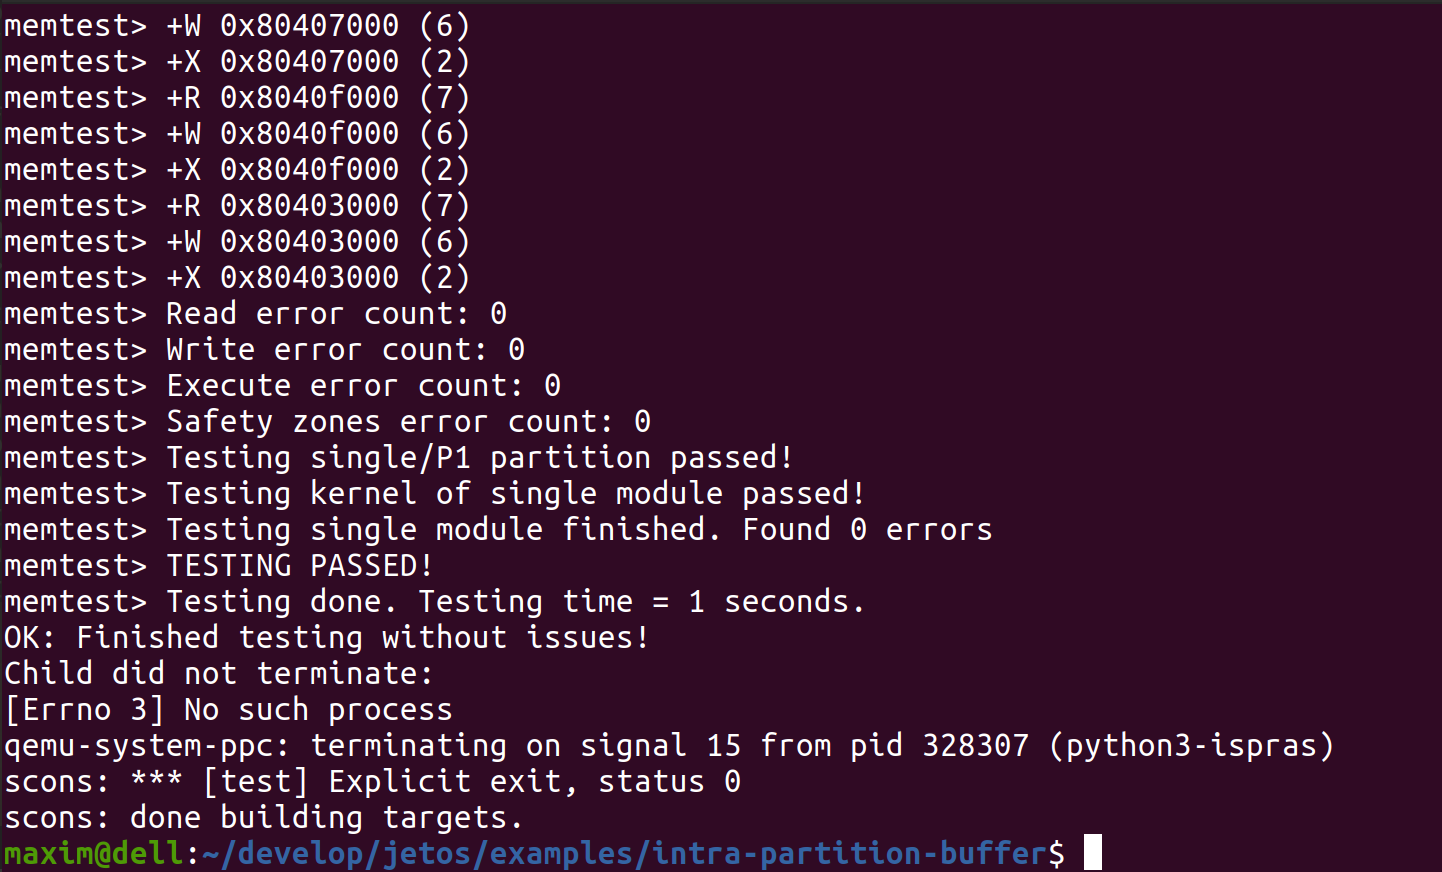 memtest> +W 0x80407000 (6)
memtest> +X 0x80407000 (2)
memtest> +R 0x8040f000 (7)
memtest> +W 0x8040f000 (6)
memtest> +X 0x8040f000 (2)
memtest> +R 0x80403000 (7)
memtest> +W 0x80403000 (6)
memtest> +X 0x80403000 (2)
memtest> Read error count: 0
memtest> Write error count: 0
memtest> Execute error count: 0
memtest> Safety zones error count: 0
memtest> Testing single/P1 partition passed!
memtest> Testing kernel of single module passed!
memtest> Testing single module finished. Found 0 errors
memtest> TESTING PASSED!
memtest> Testing done. Testing time = 1 seconds.
OK: Finished testing without issues!
Child did not terminate:
[Errno 3] No such process
qemu-system-ppc: terminating on signal 15 from pid 328307 (python3-ispras)
scons: *** [test] Explicit exit, status 0
scons: done building targets.
maxim@dell:~/develop/jetos/examples/intra-partition-buffer$